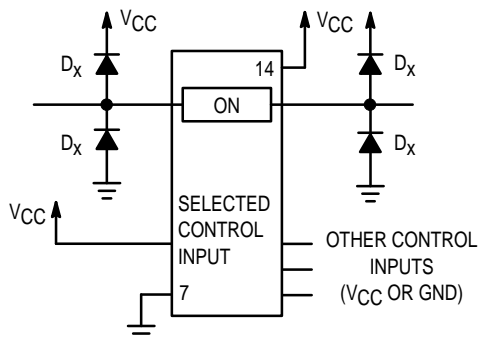 VCC
VCC
14
Dx
Dx
ON
Dx
Dx
VCC
SELECTED
CONTROL
INPUT
OTHER CONTROL
INPUTS
(VCC OR GND)
7